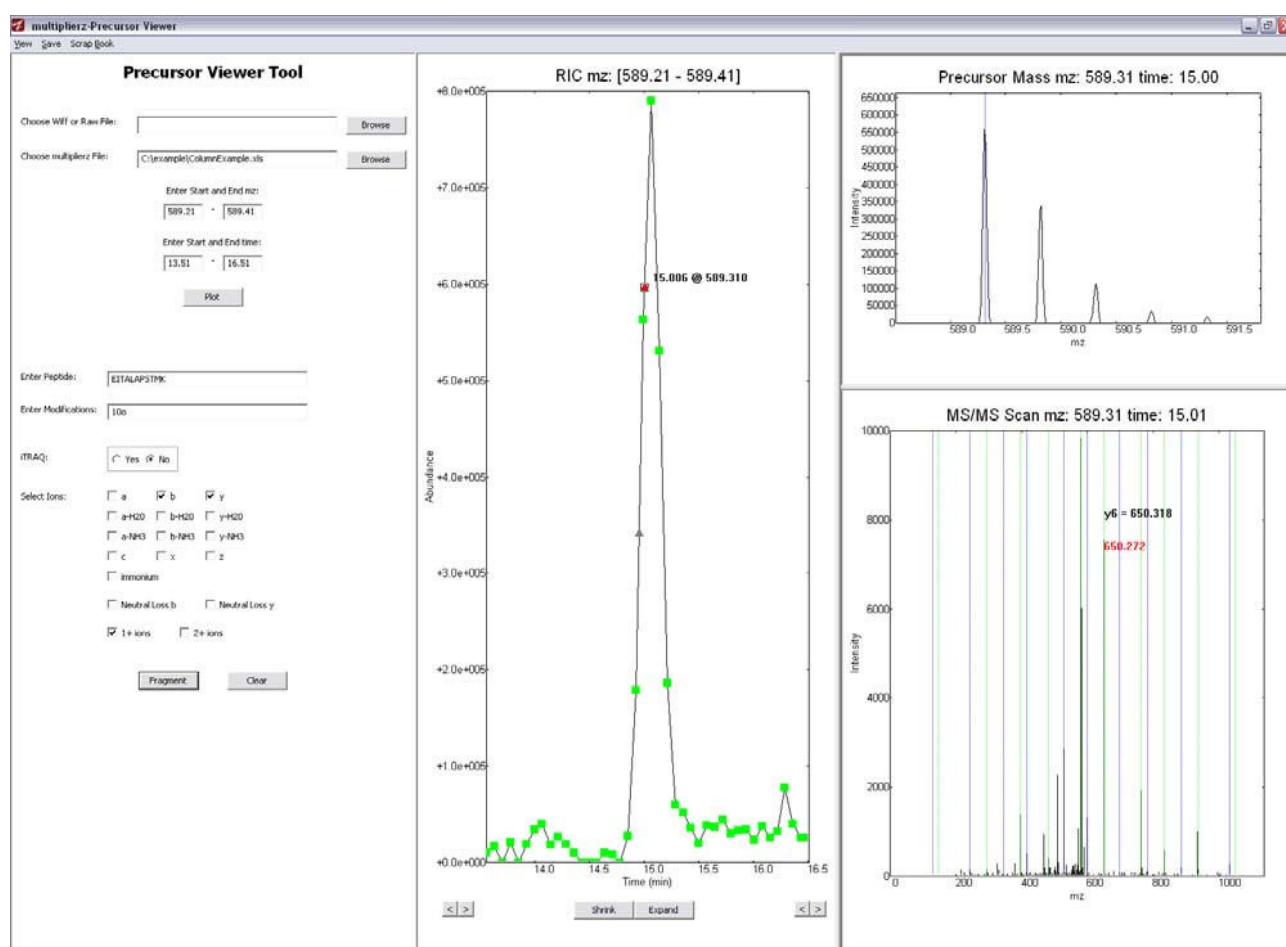 multiplierz-Precursor Viewer
View Save Scrap Book
Precursor Viewer Tool
Choose Wiff or Raw File:
Browse
Choose multiplierz File:
C:\example\ColumnExample.xls
Browse
Enter Start and End mz:
589.21 - 589.41
Enter Start and End time:
13.51 - 16.51
Plot
Enter Peptide:
EITALAPSTMK
Enter Modifications:
10o
iTRAQ:
Yes No
Select Ions:
a b y
a-H2O b-H2O y-H2O
a-NH3 b-NH3 y-NH3
c x z
immonium
Neutral Loss b Neutral Loss y
1+ ions 2+ ions
Fragment Clear
RIC mz: [589.21 - 589.41]
+8.0e+005
+7.0e+005
+6.0e+005
+5.0e+005
+4.0e+005
+3.0e+005
+2.0e+005
+1.0e+005
+0.0e+000
Abundance
15.006 @ 589.310
14.0 14.5 15.0 15.5 16.0 16.5
Time (min)
< > Shrink Expand < >
Precursor Mass mz: 589.31 time: 15.00
650000
600000
550000
500000
450000
400000
350000
300000
250000
200000
150000
100000
50000
0
Intensity
589.0 589.5 590.0 590.5 591.0 591.5
mz
MS/MS Scan mz: 589.31 time: 15.01
10000
8000
6000
4000
2000
0
Intensity
y6 = 650.318
650.272
0 200 400 600 800 1000
mz